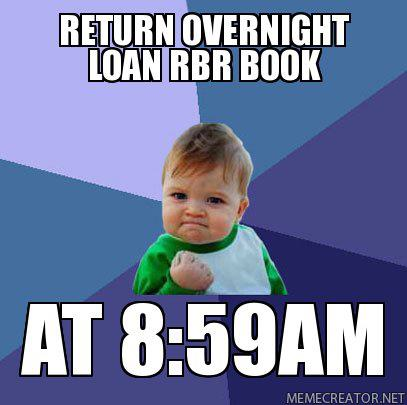 RETURN OVERNIGHT
LOAN RBR BOOK
AT 8:59AM
MEMECREATOR.NET